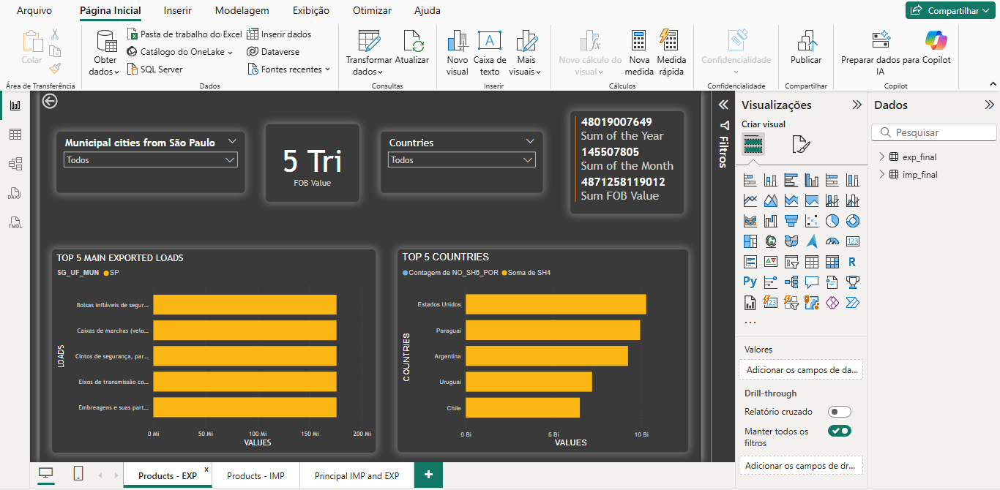 Arquivo
Página Inicial
Inserir
Modelagem
Exibição
Otimizar
Ajuda
Compartilhar
Colar
Área de Transferência
Obter
dados
Pasta de trabalho do Excel
Catálogo do OneLake
SQL Server
Inserir dados
Dataverse
Fontes recentes
Dados
Transformar
dados
Atualizar
Consultas
Novo
visual
Caixa de
texto
Mais
visuais
Inserir
Novo cálculo do
visual
Nova
medida
Medida
rápida
Cálculos
Confidencialidade
Confidencialidade
Publicar
Compartilhar
Preparar dados para
IA
Copilot
Copilot
DAX
TMDL
Municipal cities from São Paulo
Todos
5 Tri
FOB Value
Countries
Todos
48019007649
Sum of the Year
145507805
Sum of the Month
4871258119012
Sum FOB Value
TOP 5 MAIN EXPORTED LOADS
SG_UF_MUN SP
LOADS
Bolsas infláveis de segur...
Caixas de marchas (velo...
Cintos de segurança, par...
Eixos de transmissão co...
Embreagens e suas part...
0 Mi 50 Mi 100 Mi 150 Mi 200 Mi
VALUES
TOP 5 COUNTRIES
Contagem de NO_SH6_POR Soma de SH4
COUNTRIES
Estados Unidos
Paraguai
Argentina
Uruguai
Chile
0 Bi 5 Bi 10 Bi
VALUES
Filtros
Visualizações
Criar visual
123
R
Py
123
...
Valores
Adicionar os campos de da...
Drill-through
Relatório cruzado
Manter todos os
filtros
Adicionar os campos de dr...
Dados
Pesquisar
exp_final
imp_final
Products - EXP x
Products - IMP
Principal IMP and EXP
+